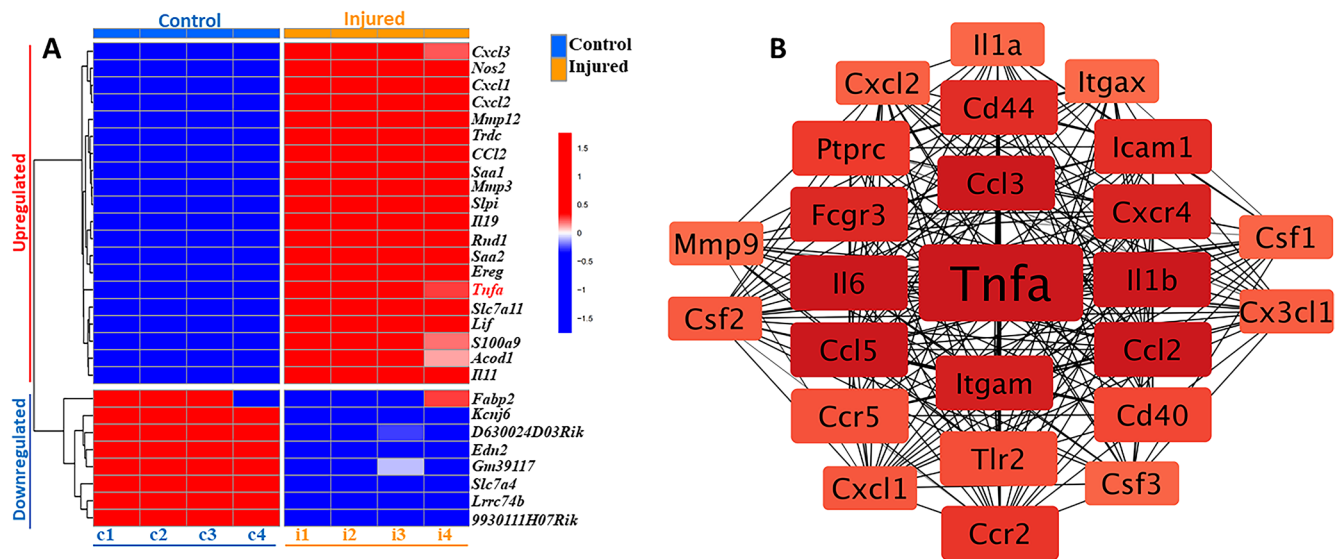 A
Control
Injured
Control
Injured
Upregulated
Downregulated
Cxcl3
Nos2
Cxcl1
Cxcl2
Mmp12
Trdc
CCl2
Saa1
Mmp3
Slpi
Il19
Rnd1
Saa2
Ereg
Tnfa
Slc7a11
Lif
S100a9
Acod1
Il11
Fabp2
Kcnj6
D630024D03Rik
Edn2
Gm39117
Slc7a4
Lrrc74b
9930111H07Rik
1.5
1
0.5
0
−0.5
−1
−1.5
c1 c2 c3 c4 i1 i2 i3 i4
B
Il1a
Cxcl2 Itgax
Cd44
Ptprc Icam1
Ccl3
Fcgr3 Cxcr4
Mmp9 Csf1
Il6 Tnfa Il1b
Csf2 Cx3cl1
Ccl5 Ccl2
Itgam
Ccr5 Cd40
Tlr2
Cxcl1 Csf3
Ccr2